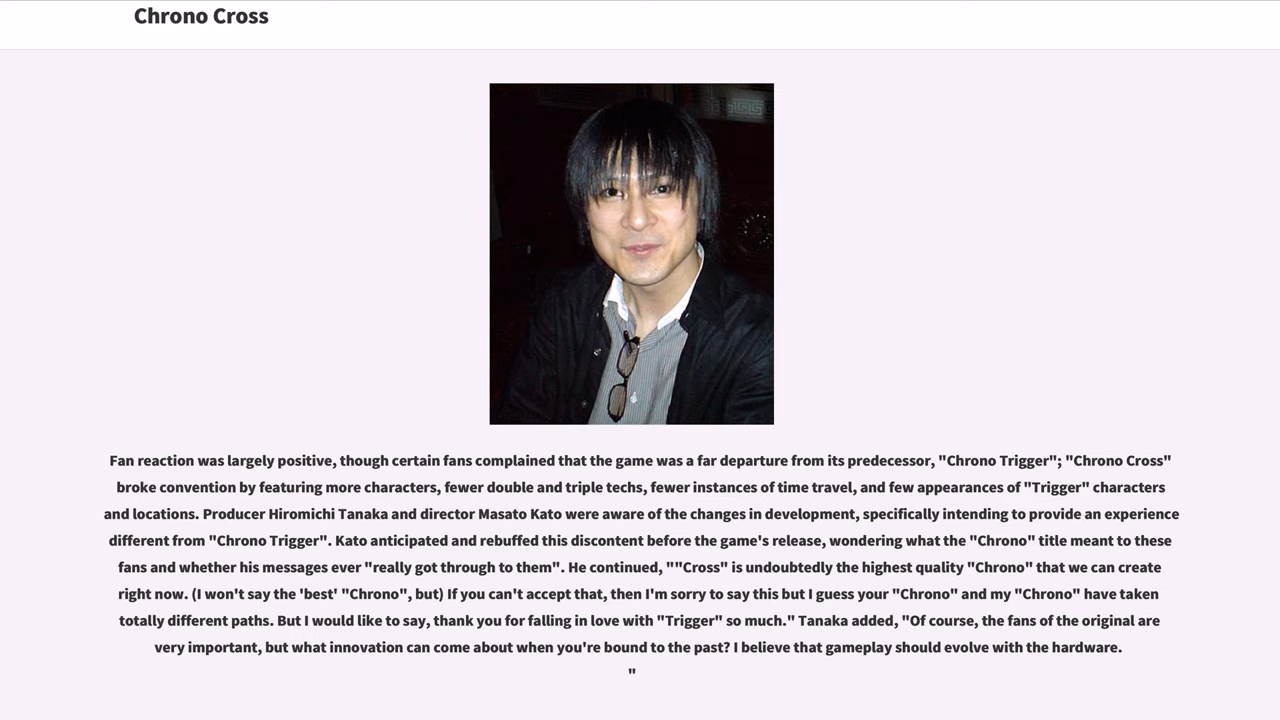 Chrono Cross
Fan reaction was largely positive, though certain fans complained that the game was a far departure from its predecessor, "Chrono Trigger"; "Chrono Cross"
broke convention by featuring more characters, fewer double and triple techs, fewer instances of time travel, and few appearances of "Trigger" characters
and locations. Producer Hiromichi Tanaka and director Masato Kato were aware of the changes in development, specifically intending to provide an experience
different from "Chrono Trigger". Kato anticipated and rebuffed this discontent before the game's release, wondering what the "Chrono" title meant to these
fans and whether his messages ever "really got through to them". He continued, ""Cross" is undoubtedly the highest quality "Chrono" that we can create
right now. (I won't say the 'best' "Chrono", but) If you can't accept that, then I'm sorry to say this but I guess your "Chrono" and my "Chrono" have taken
totally different paths. But I would like to say, thank you for falling in love with "Trigger" so much." Tanaka added, "Of course, the fans of the original are
very important, but what innovation can come about when you're bound to the past? I believe that gameplay should evolve with the hardware.
"